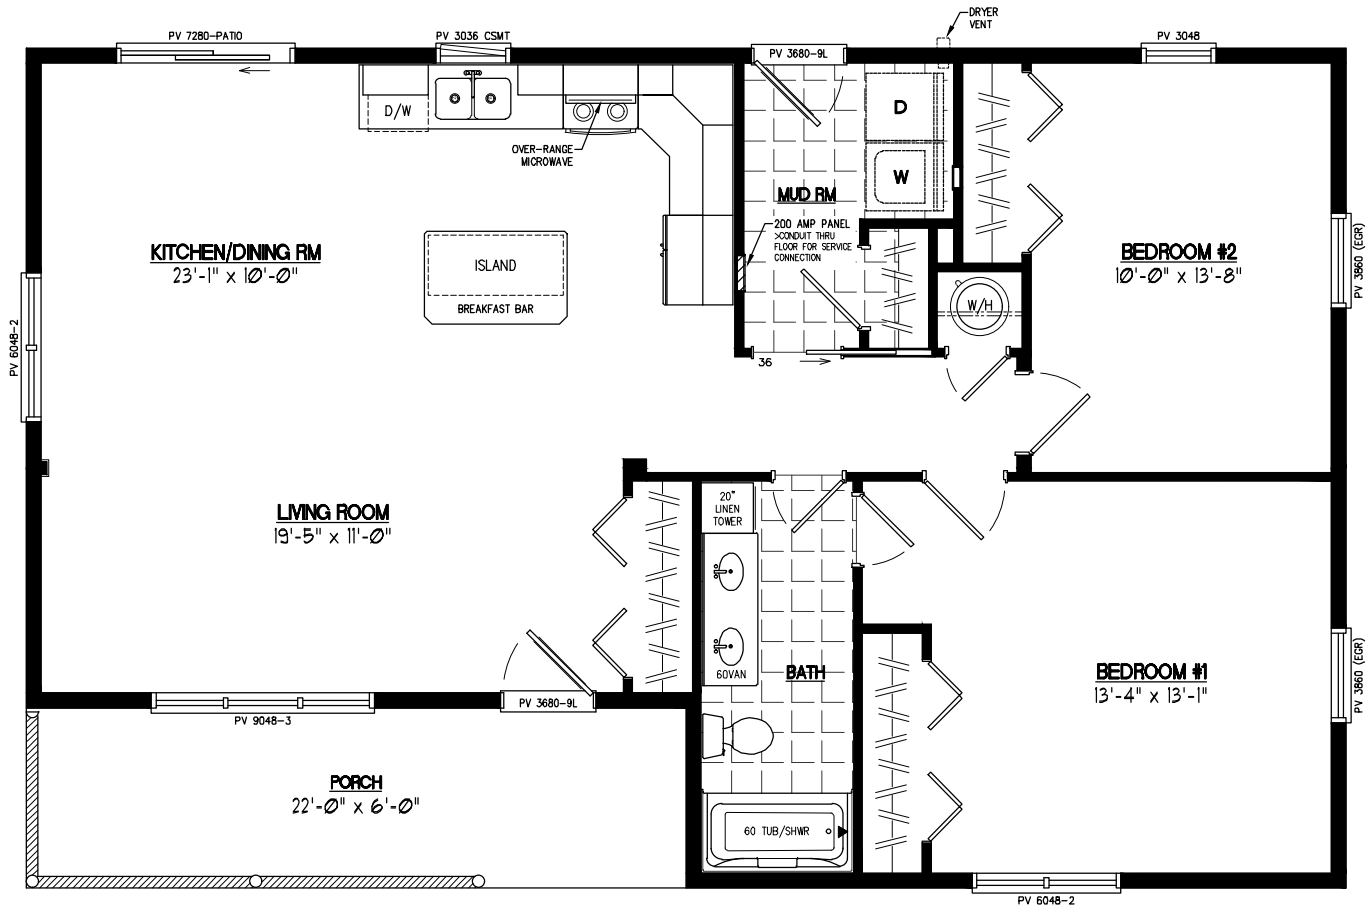 DRYER
VENT
PV 7280-PATIO
PV 3036 CSMT
PV 3680-9L
PV 3048
D/W
OVER-RANGE
MICROWAVE
D
W
MUD RM
200 AMP PANEL
>CONDUIT THRU
FLOOR FOR SERVICE
CONNECTION
KITCHEN/DINING RM
23'-1" x 10'-0"
ISLAND
BREAKFAST BAR
BEDROOM #2
10'-0" x 13'-8"
PV 3860 (EGR)
W/H
PV 6048-2
36
LIVING ROOM
19'-5" x 11'-0"
20"
LINEN
TOWER
60VAN
BATH
BEDROOM #1
13'-4" x 13'-1"
PV 3860 (EGR)
PV 9048-3
PV 3680-9L
PORCH
22'-0" x 6'-0"
60 TUB/SHWR
PV 6048-2